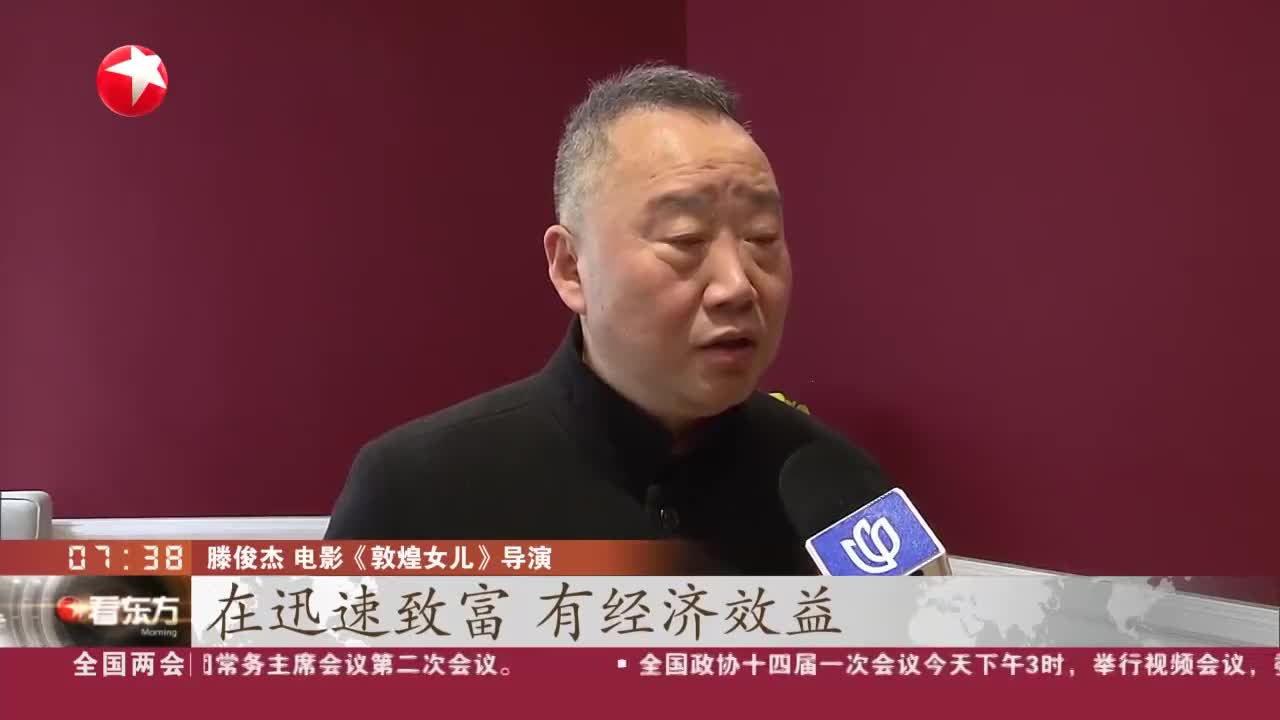 07:38
滕俊杰 电影《敦煌女儿》导演
看东方
Morning
在迅速致富 有经济效益
全国两会
团常务主席会议第二次会议。
▪ 全国政协十四届一次会议今天下午3时，举行视频会议，